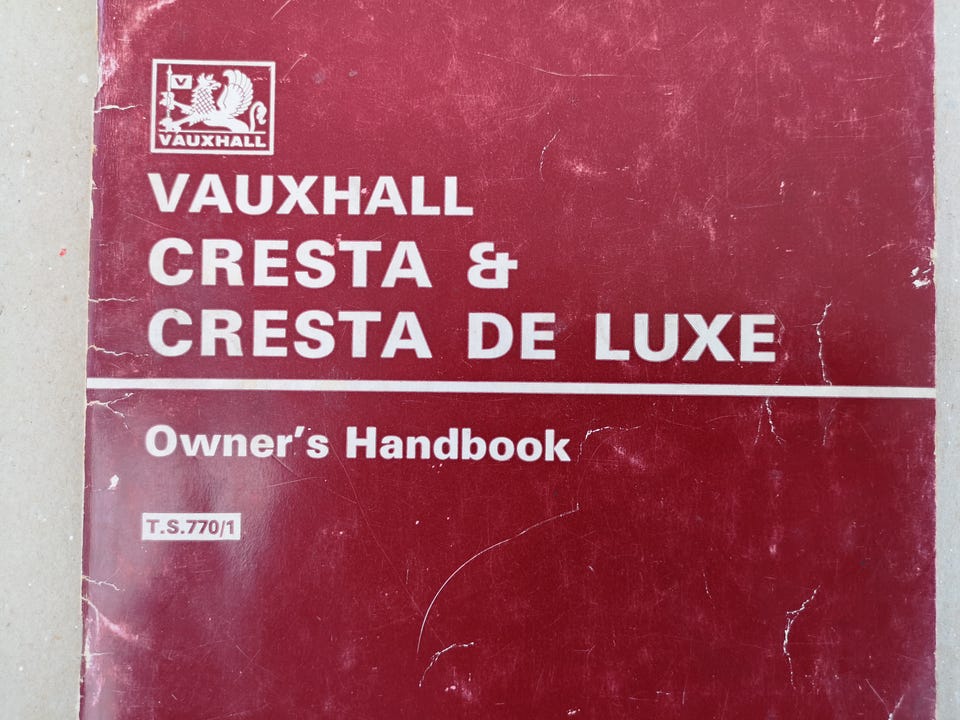 V
VAUXHALL
VAUXHALL
CRESTA &
CRESTA DE LUXE
Owner's Handbook
T.S.770/1